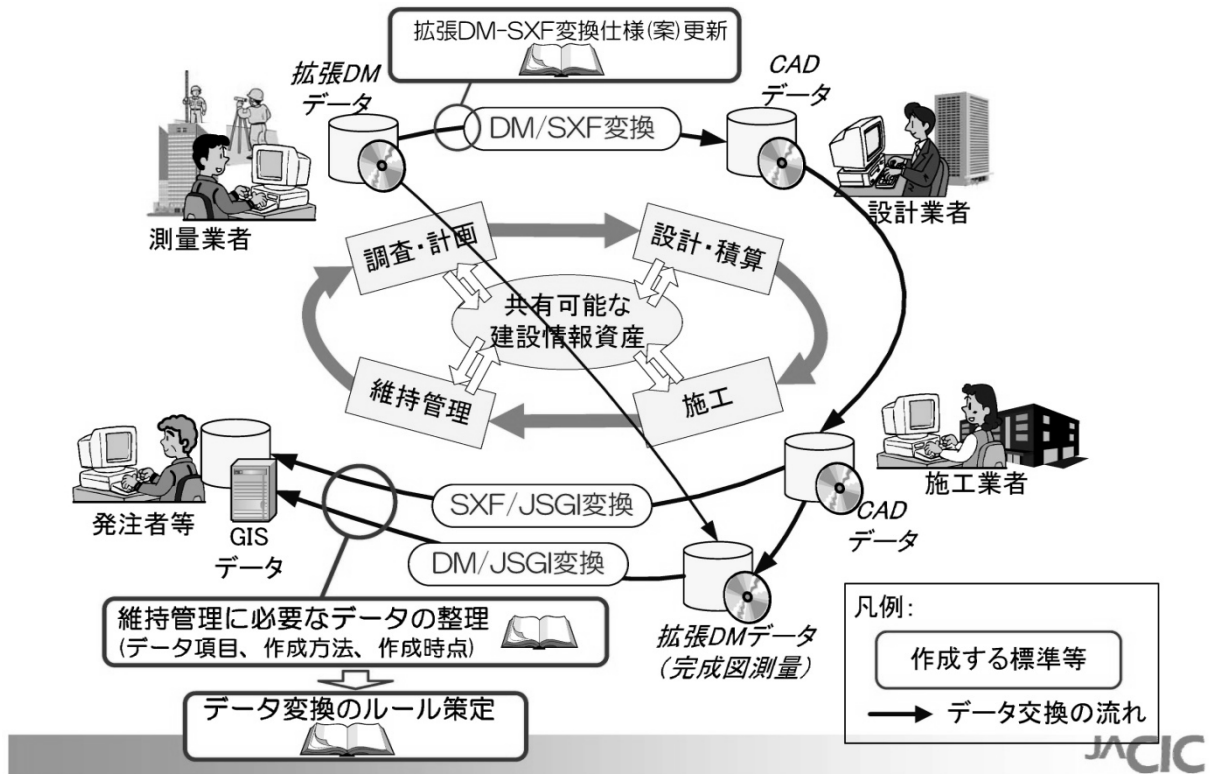 拡張DM-SXF変換仕様(案)更新
拡張DM
データ
CAD
データ
DM/SXF変換
測量業者
設計業者
調査・計画
設計・積算
共有可能な
建設情報資産
維持管理
施工
発注者等
GIS
データ
SXF/JSGI変換
DM/JSGI変換
施工業者
CAD
データ
拡張DMデータ
(完成図測量)
維持管理に必要なデータの整理
(データ項目、作成方法、作成時点)
データ変換のルール策定
凡例:
作成する標準等
データ交換の流れ
JACIC